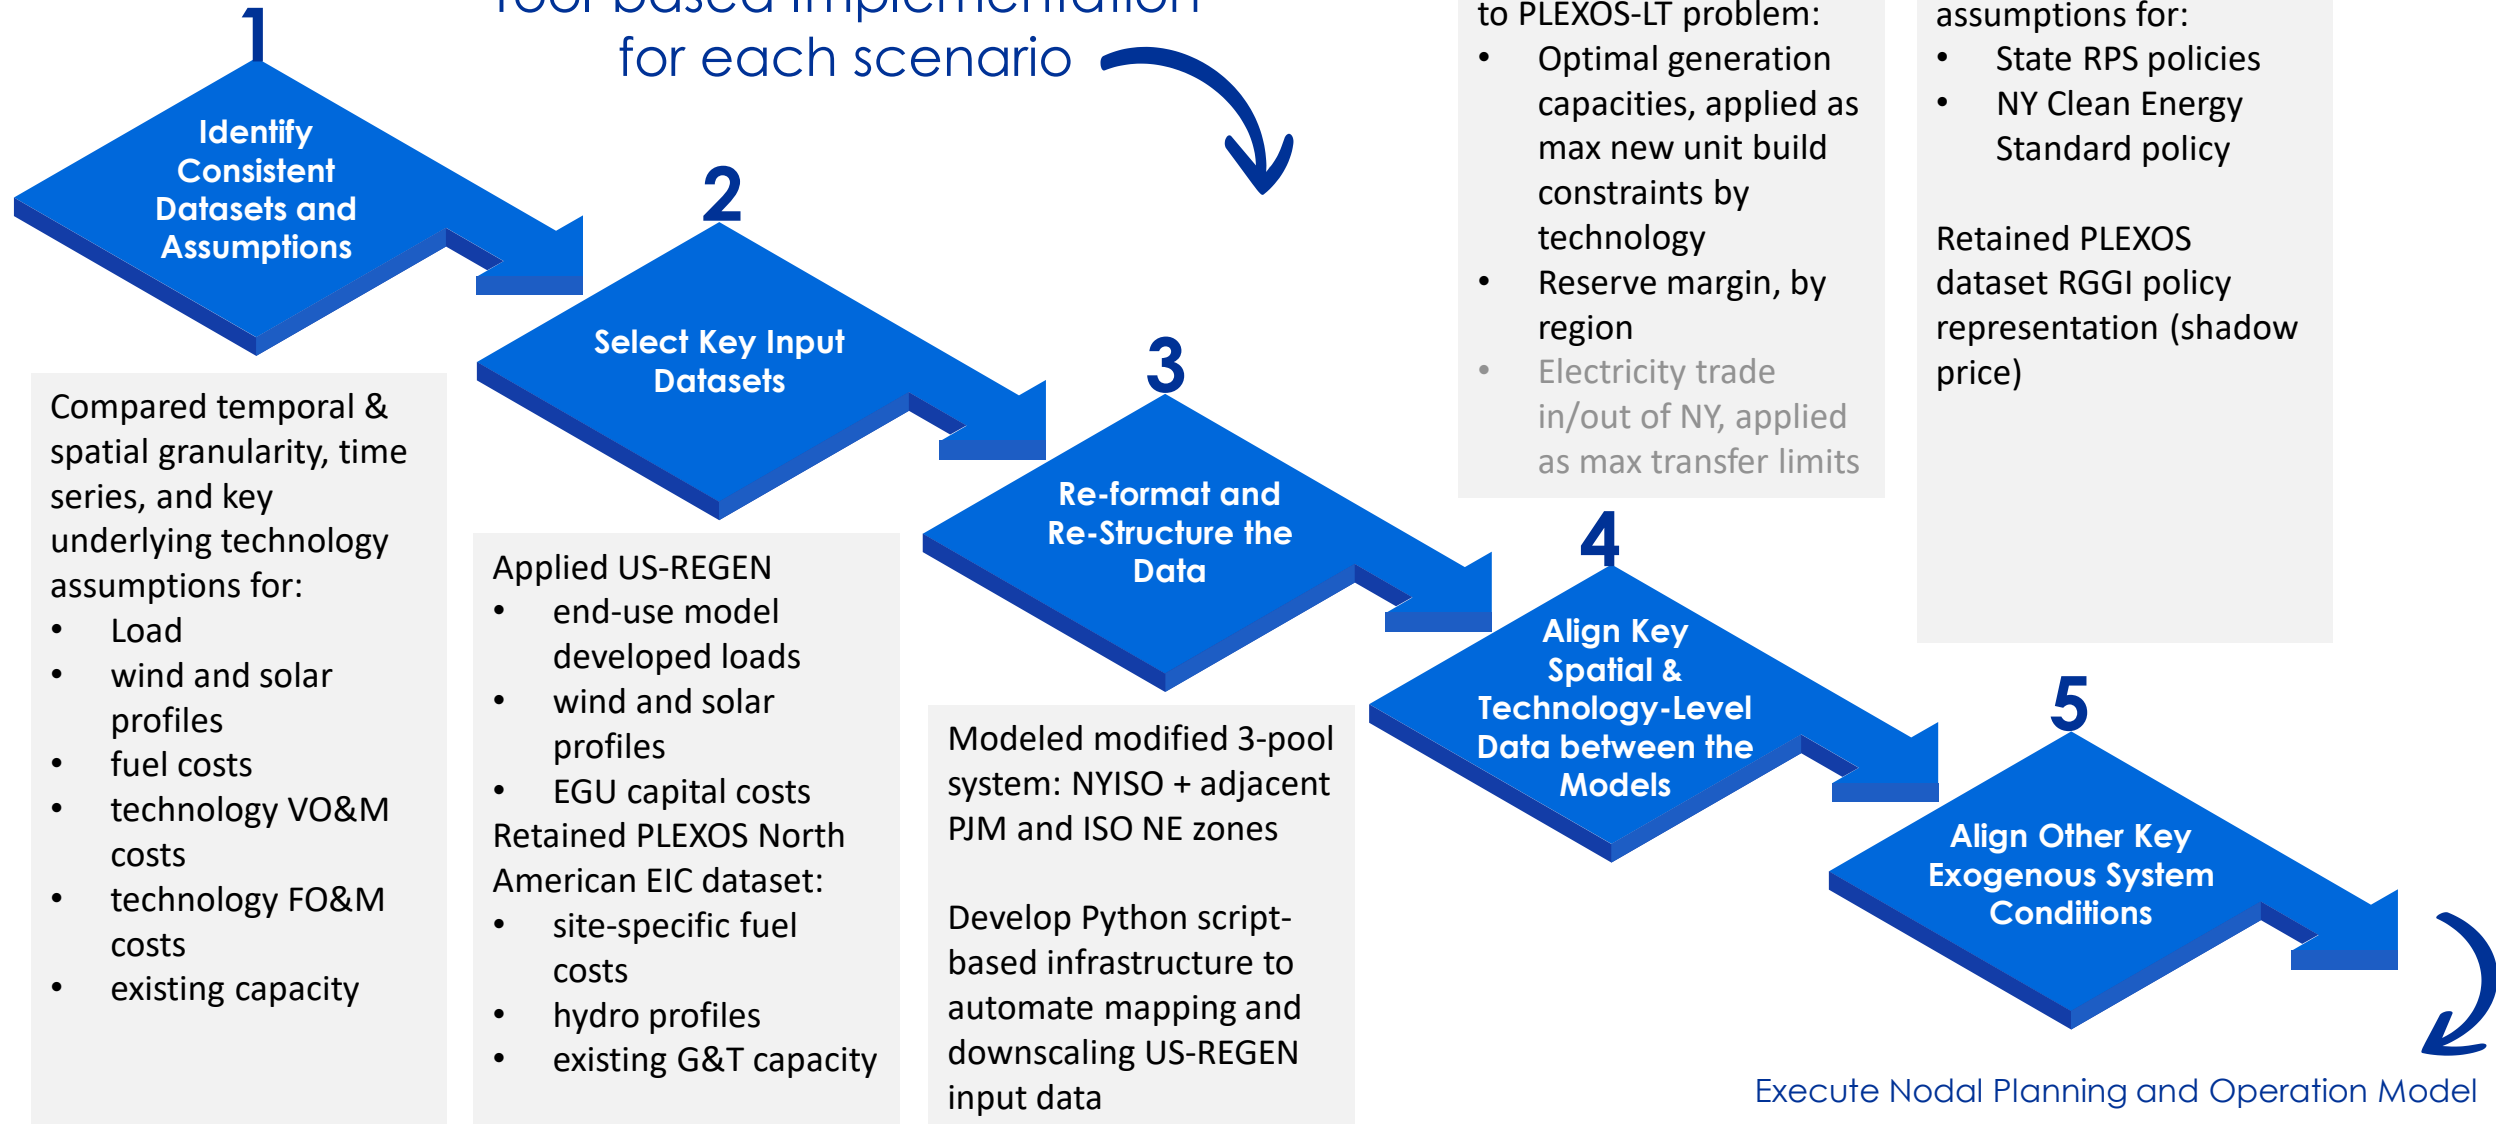 Tool based Implementation
for each scenario
1
Identify
Consistent
Datasets and
Assumptions
Compared temporal &
spatial granularity, time
series, and key
underlying technology
assumptions for:
• Load
• wind and solar
profiles
• fuel costs
• technology VO&M
costs
• technology FO&M
costs
• existing capacity
2
Select Key Input
Datasets
Applied US-REGEN
• end-use model
developed loads
• wind and solar
profiles
• EGU capital costs
Retained PLEXOS North
American EIC dataset:
• site-specific fuel
costs
• hydro profiles
• existing G&T capacity
3
Re-format and
Re-Structure the
Data
Modeled modified 3-pool
system: NYISO + adjacent
PJM and ISO NE zones
Develop Python script-
based infrastructure to
automate mapping and
downscaling US-REGEN
input data
to PLEXOS-LT problem:
• Optimal generation
capacities, applied as
max new unit build
constraints by
technology
• Reserve margin, by
region
• Electricity trade
in/out of NY, applied
as max transfer limits
4
Align Key
Spatial &
Technology-Level
Data between the
Models
assumptions for:
• State RPS policies
• NY Clean Energy
Standard policy
Retained PLEXOS
dataset RGGI policy
representation (shadow
price)
5
Align Other Key
Exogenous System
Conditions
Execute Nodal Planning and Operation Model